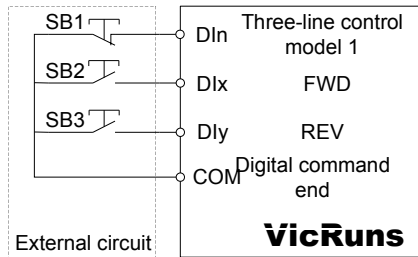 SB1
DIn
Three-line control
model 1
SB2
DIx
FWD
SB3
DIy
REV
COM
Digital command
end
External circuit
VicRuns